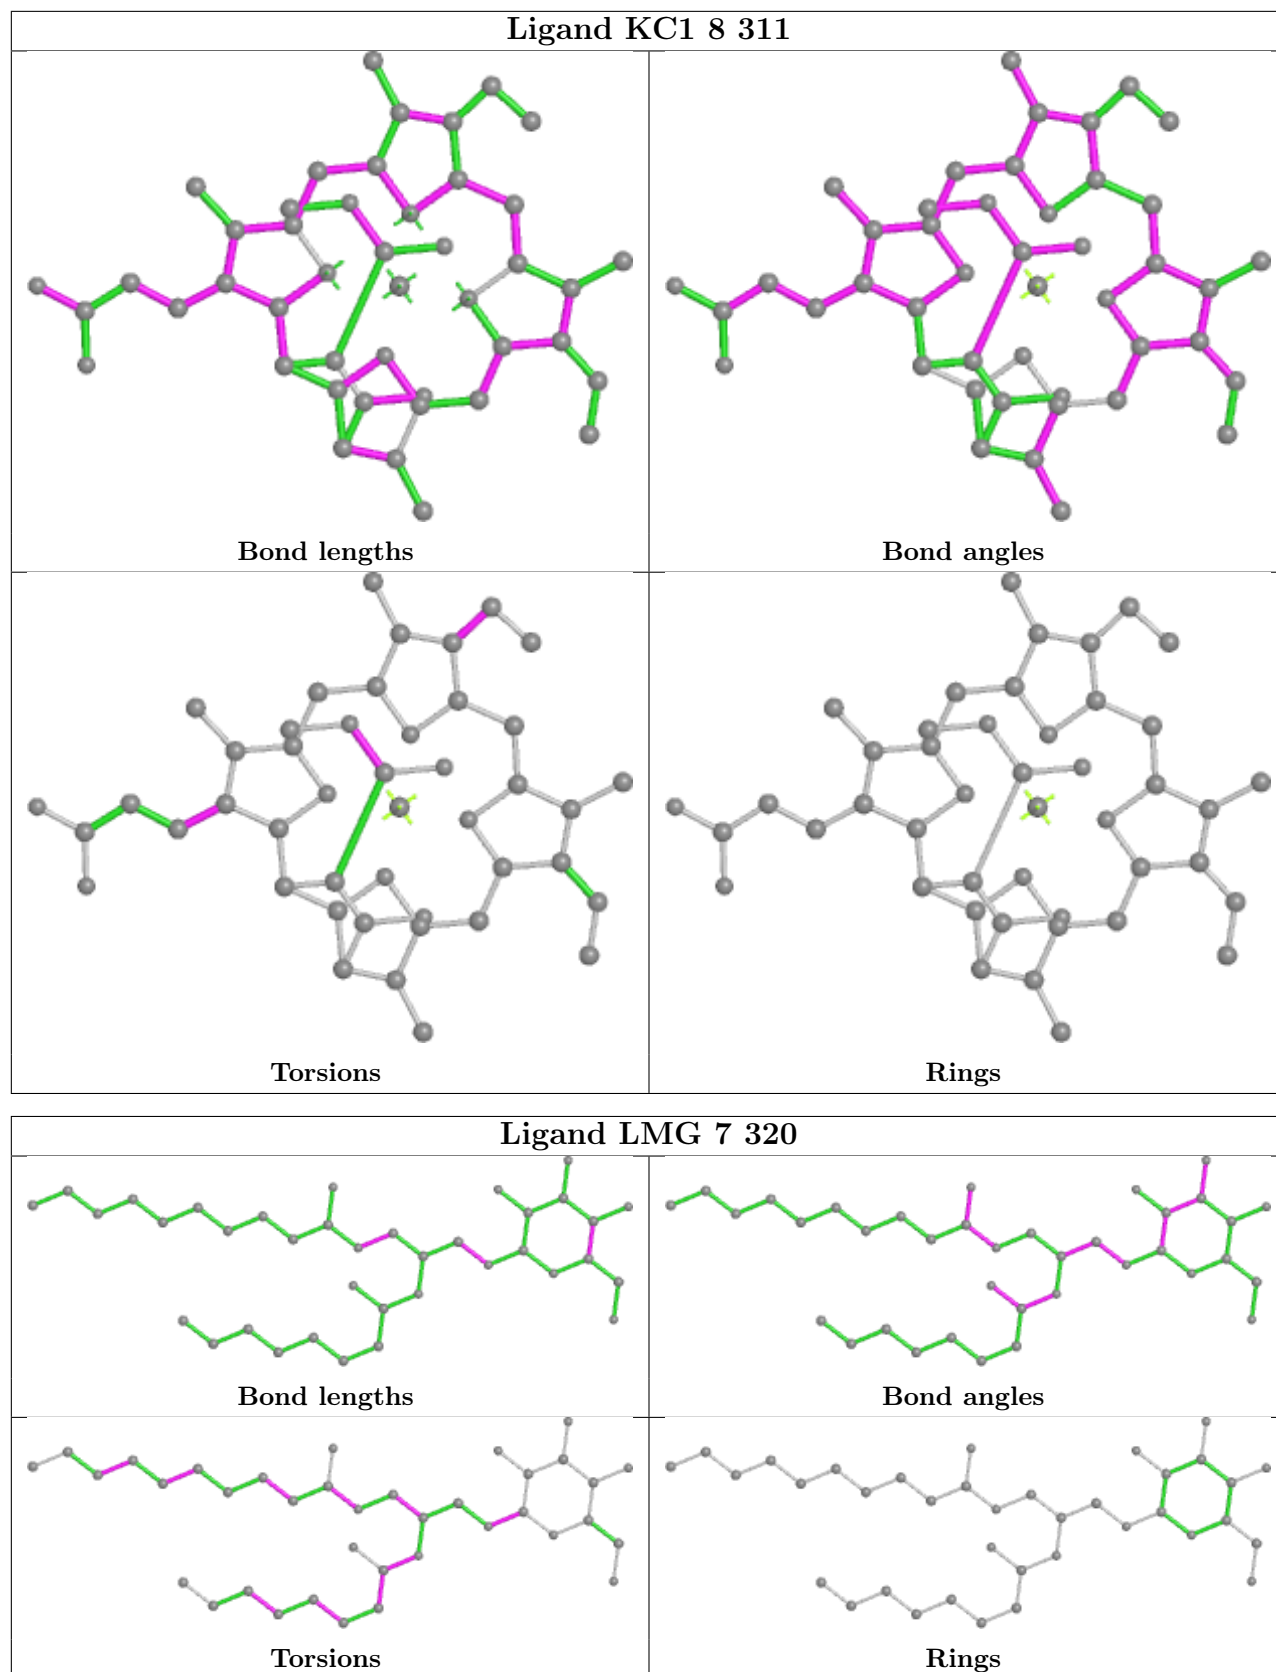 Ligand KC1 8 311
Bond lengths
Bond angles
Torsions
Rings
Ligand LMG 7 320
Bond lengths
Bond angles
Torsions
Rings